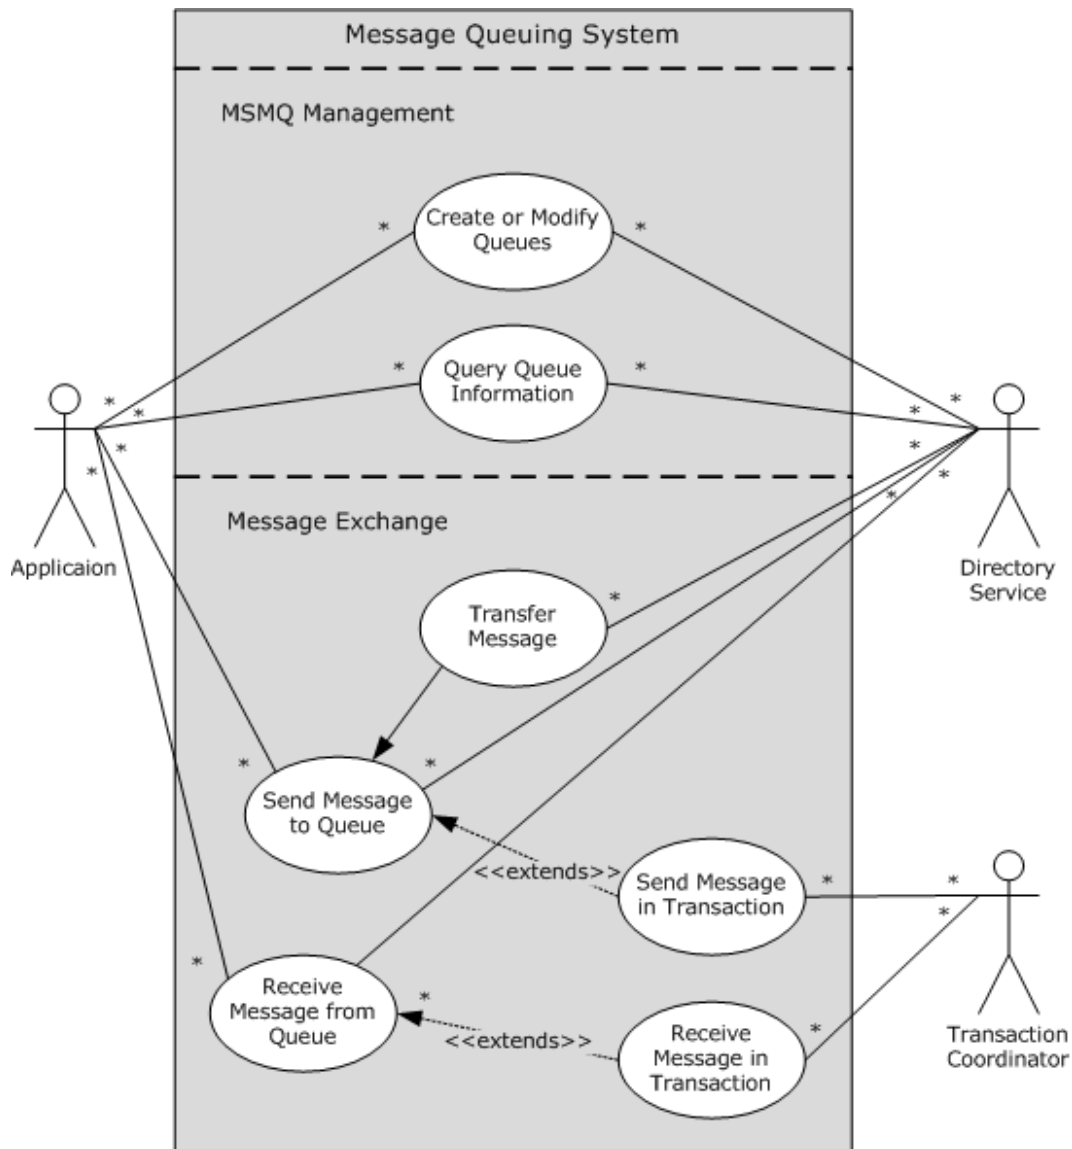 Message Queuing System
MSMQ Management
Create or Modify
Queues
*
*
Query Queue
Information
*
*
*
*
*
*
*
*
*
*
*
*
Applicaion
Directory
Service
Message Exchange
Transfer
Message
*
*
*
Send Message
to Queue
<<extends>>
Send Message
in Transaction
*
*
*
*
Receive
Message from
Queue
*
<<extends>>
Receive
Message in
Transaction
*
Transaction
Coordinator